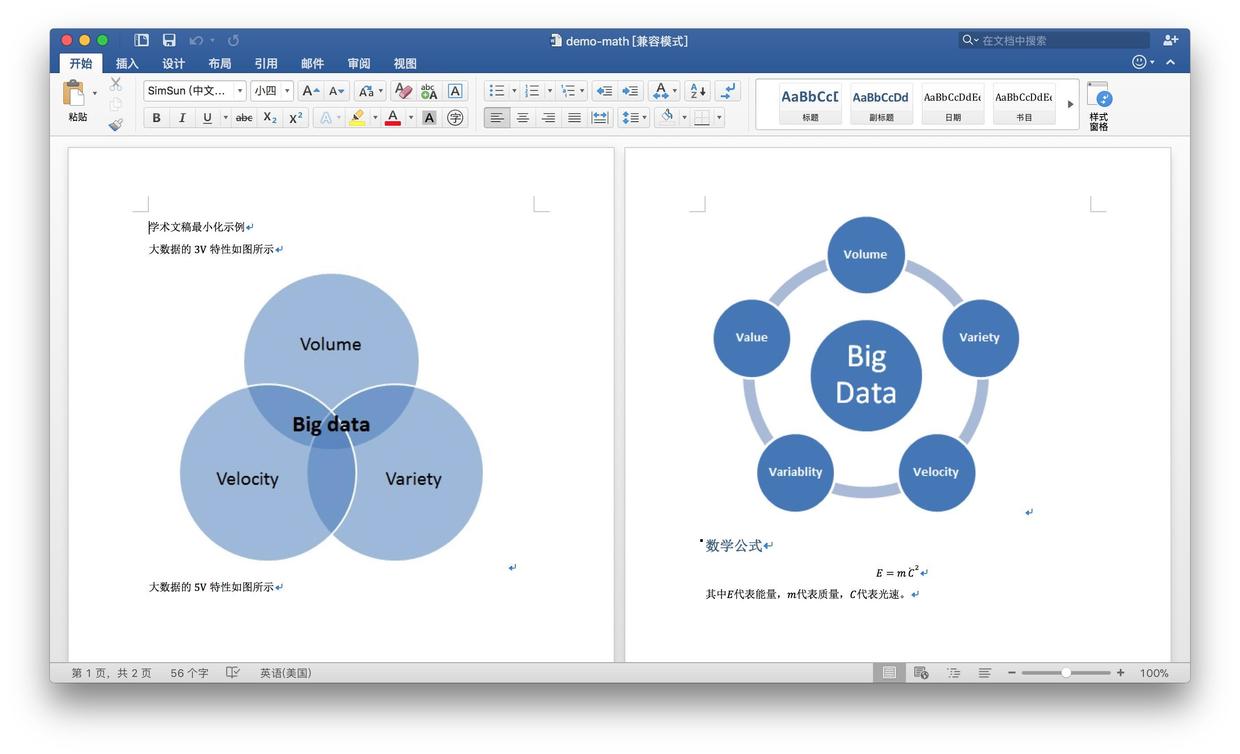 demo-math [兼容模式]
在文档中搜索
开始 插入 设计 布局 引用 邮件 审阅 视图
粘贴
SimSun (中文... 小四
AaBbCcI AaBbCcDd AaBbCcDdEe AaBbCcDdEe
标题 副标题 日期 书目
样式
窗格
学术文稿最小化示例
大数据的 3V 特性如图所示
Volume
Big data
Velocity
Variety
大数据的 5V 特性如图所示
Volume
Value
Variety
Big
Data
Variablity
Velocity
数学公式
E = mC²
其中E代表能量，m代表质量，C代表光速。
第 1 页，共 2 页 56 个字 英语(美国) 100%